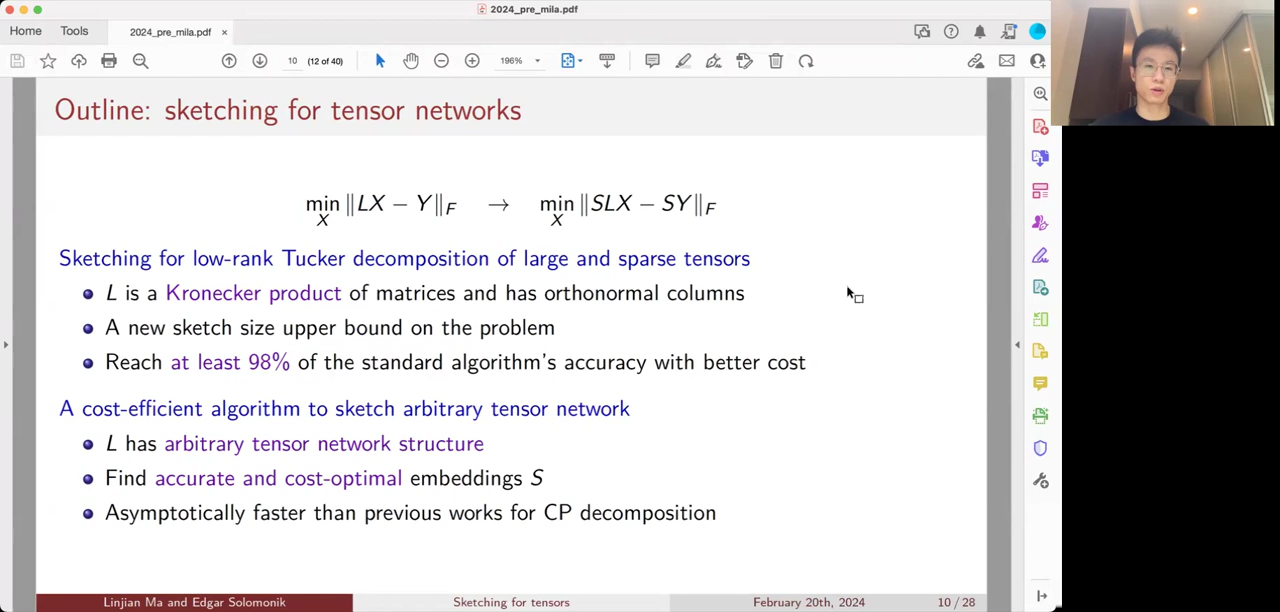 2024_pre_mila.pdf
Home Tools 2024_pre_mila.pdf ×
10 (12 of 40) 196%
Outline: sketching for tensor networks
min_X ‖LX − Y‖_F → min_X ‖SLX − SY‖_F
Sketching for low-rank Tucker decomposition of large and sparse tensors
L is a Kronecker product of matrices and has orthonormal columns
A new sketch size upper bound on the problem
Reach at least 98% of the standard algorithm's accuracy with better cost
A cost-efficient algorithm to sketch arbitrary tensor network
L has arbitrary tensor network structure
Find accurate and cost-optimal embeddings S
Asymptotically faster than previous works for CP decomposition
Linjian Ma and Edgar Solomonik Sketching for tensors February 20th, 2024 10 / 28